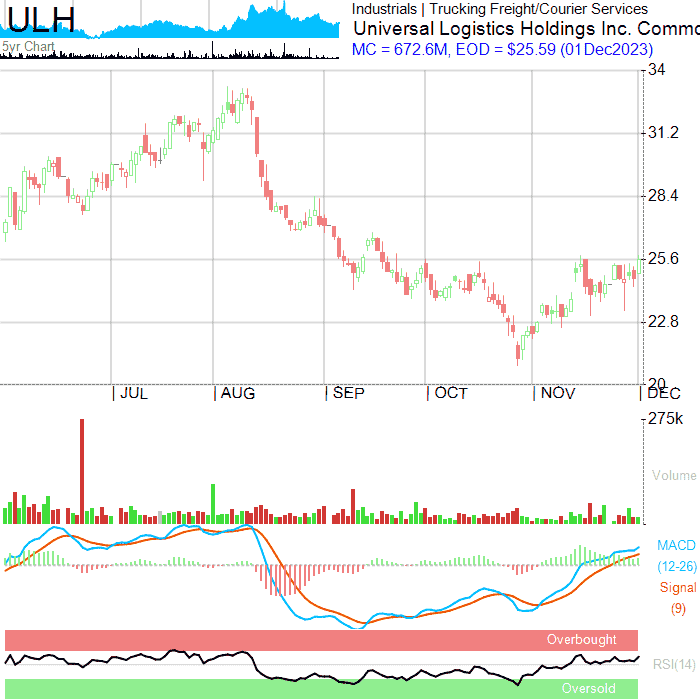 ULH
5yr Chart
Industrials | Trucking Freight/Courier Services
Universal Logistics Holdings Inc. Commo
MC = 672.6M, EOD = $25.59 (01Dec2023)
34
31.2
28.4
25.6
22.8
20
JUL AUG SEP OCT NOV DEC
275k
Volume
MACD
(12-26)
Signal
(9)
Overbought
RSI(14)
Oversold